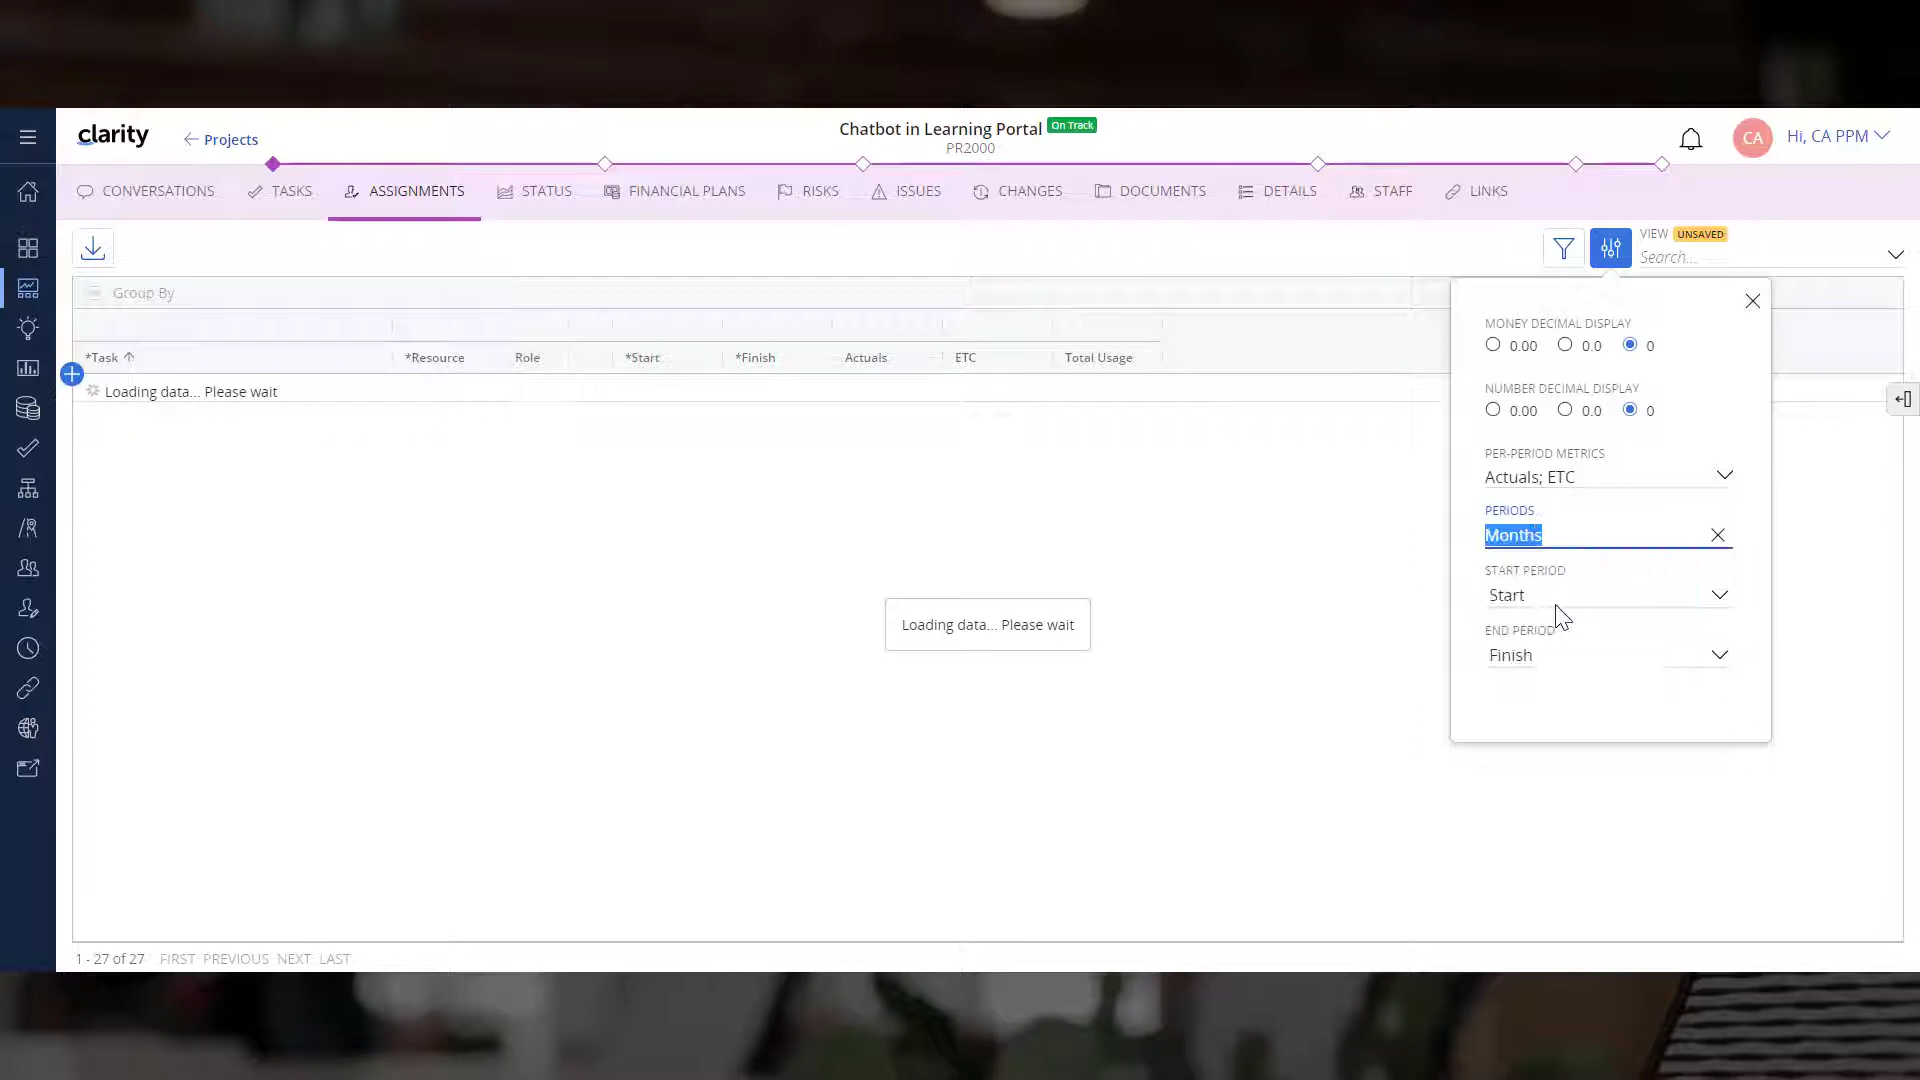 clarity
Projects
Chatbot in Learning Portal On Track
PR2000
CA Hi, CA PPM
CONVERSATIONS TASKS ASSIGNMENTS STATUS FINANCIAL PLANS RISKS ISSUES CHANGES DOCUMENTS DETAILS STAFF LINKS
VIEW UNSAVED
Search...
Group By
*Task *Resource Role *Start *Finish Actuals ETC Total Usage
Loading data... Please wait
Loading data... Please wait
MONEY DECIMAL DISPLAY
0.00 0.0 0
NUMBER DECIMAL DISPLAY
0.00 0.0 0
PER-PERIOD METRICS
Actuals; ETC
PERIODS
Months
START PERIOD
Start
END PERIOD
Finish
1 - 27 of 27 FIRST PREVIOUS NEXT LAST